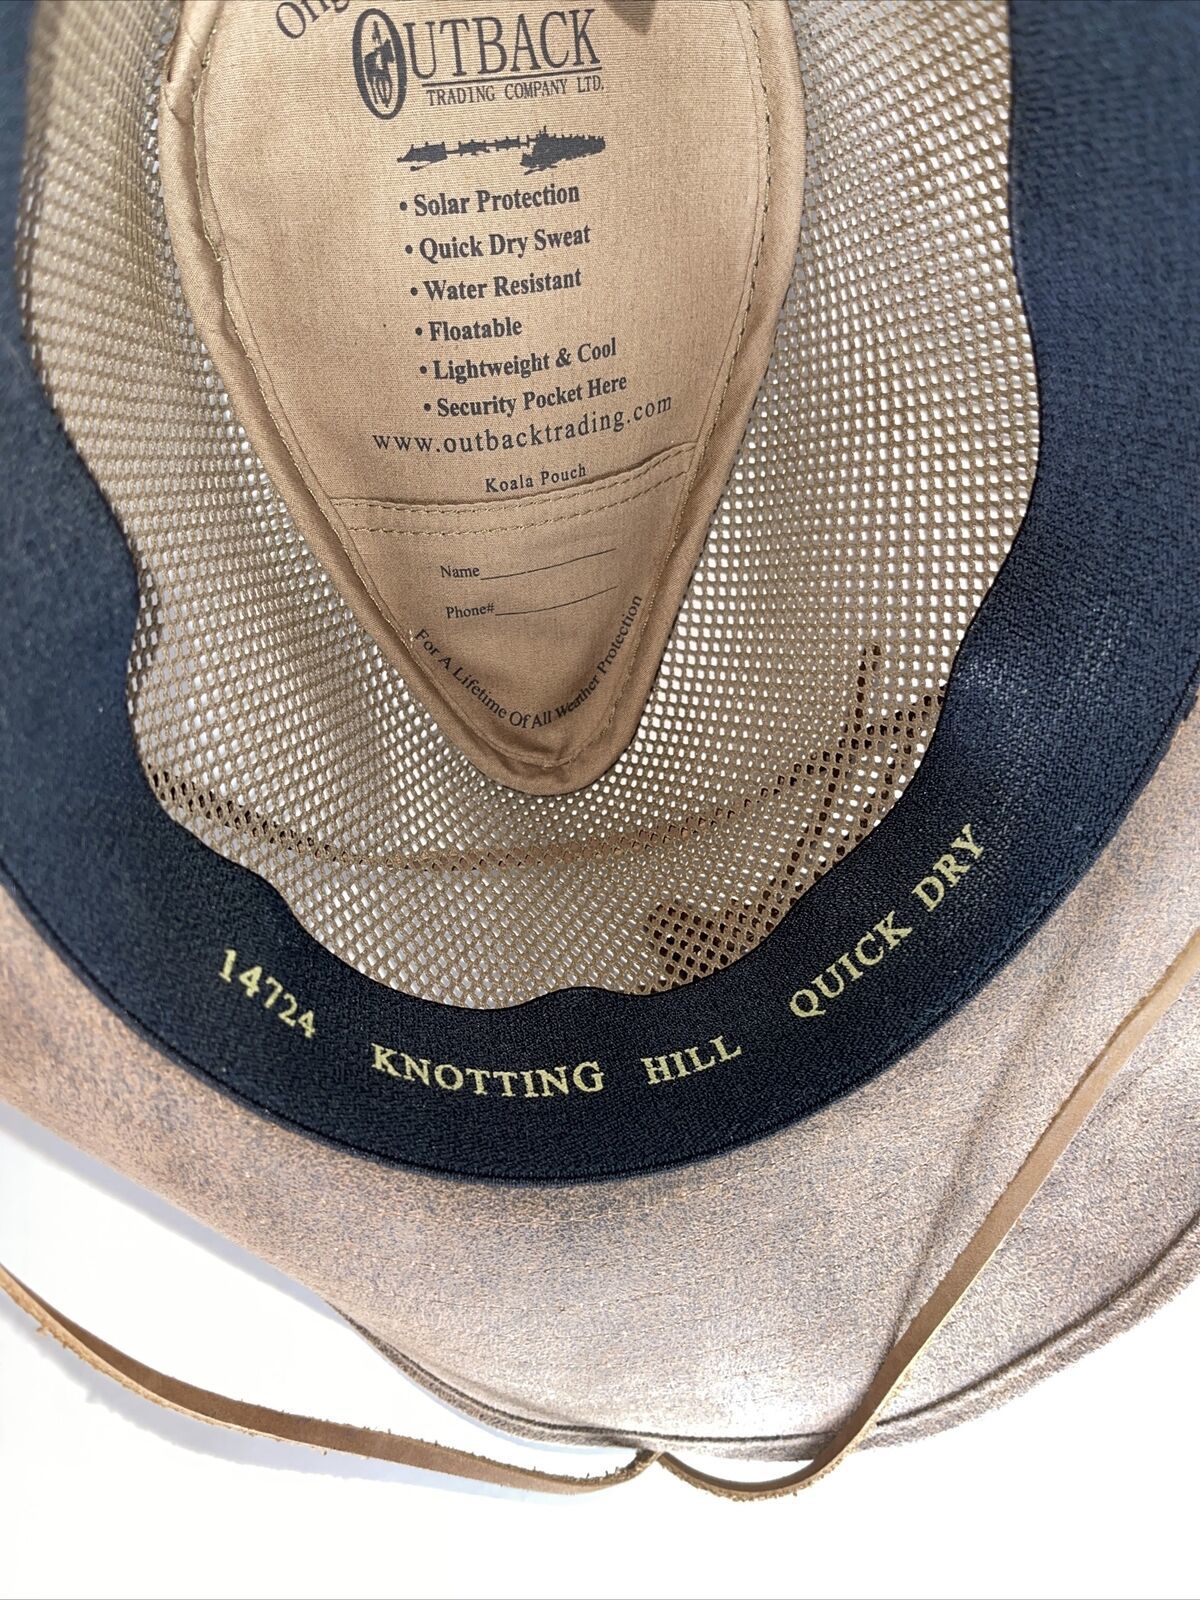 OUTBACK
TRADING COMPANY LTD.
• Solar Protection
• Quick Dry Sweat
• Water Resistant
• Floatable
• Lightweight & Cool
• Security Pocket Here
www.outbacktrading.com
Koala Pouch
Name
Phone#
For A Lifetime Of All Weather Protection
14724 KNOTTING HILL QUICK DRY